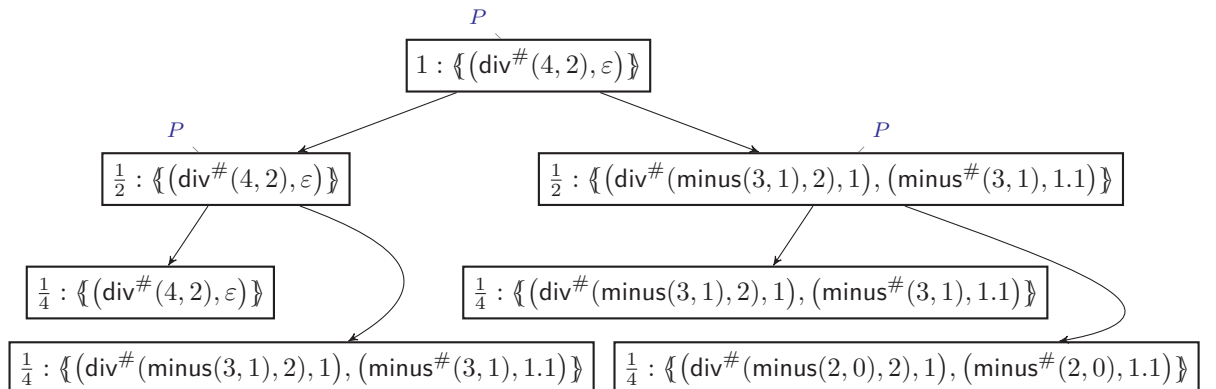 P
1 : {{(div#(4, 2), ε)}}
P
P
1/2 : {{(div#(4, 2), ε)}}
1/2 : {{(div#(minus(3, 1), 2), 1), (minus#(3, 1), 1.1)}}
1/4 : {{(div#(4, 2), ε)}}
1/4 : {{(div#(minus(3, 1), 2), 1), (minus#(3, 1), 1.1)}}
1/4 : {{(div#(minus(3, 1), 2), 1), (minus#(3, 1), 1.1)}}
1/4 : {{(div#(minus(2, 0), 2), 1), (minus#(2, 0), 1.1)}}